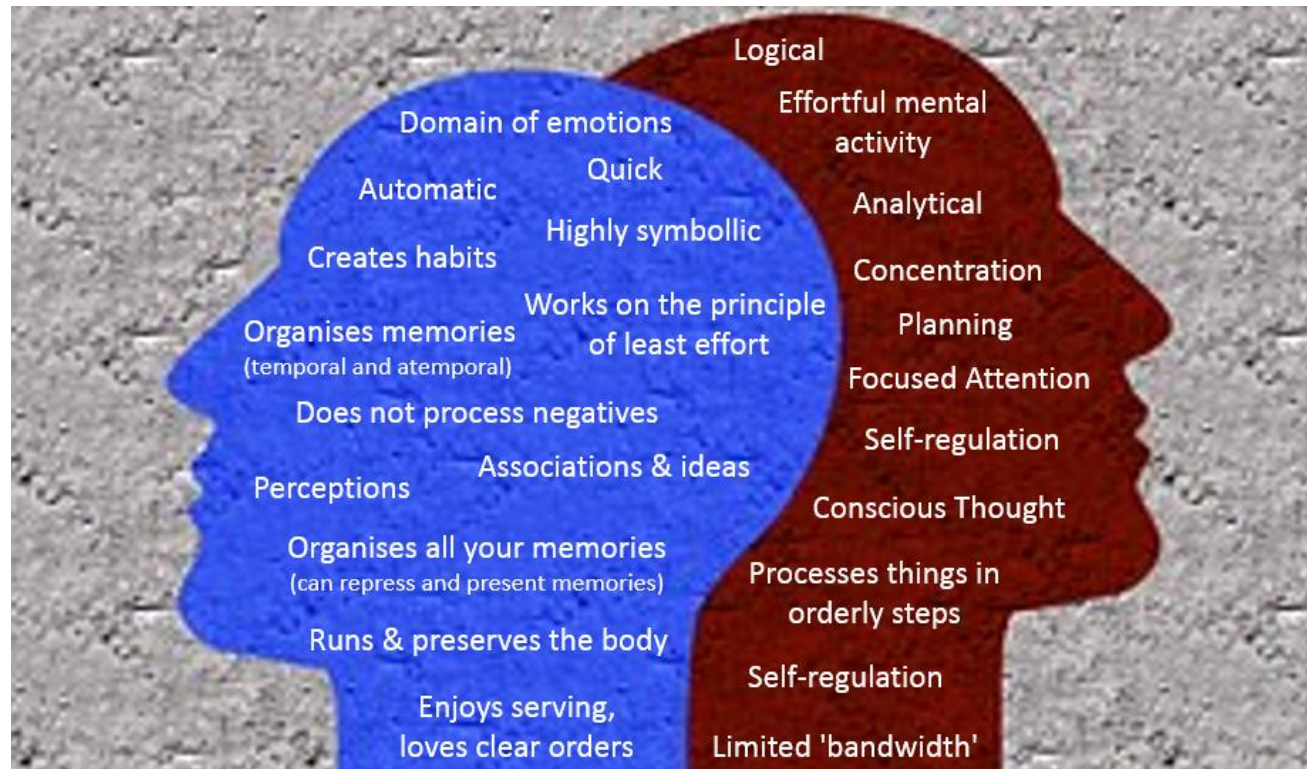 Domain of emotions
Quick
Automatic
Highly symbollic
Creates habits
Works on the principle
of least effort
Organises memories
(temporal and atemporal)
Does not process negatives
Associations & ideas
Perceptions
Organises all your memories
(can repress and present memories)
Runs & preserves the body
Enjoys serving,
loves clear orders
Logical
Effortful mental
activity
Analytical
Concentration
Planning
Focused Attention
Self-regulation
Conscious Thought
Processes things in
orderly steps
Self-regulation
Limited 'bandwidth'